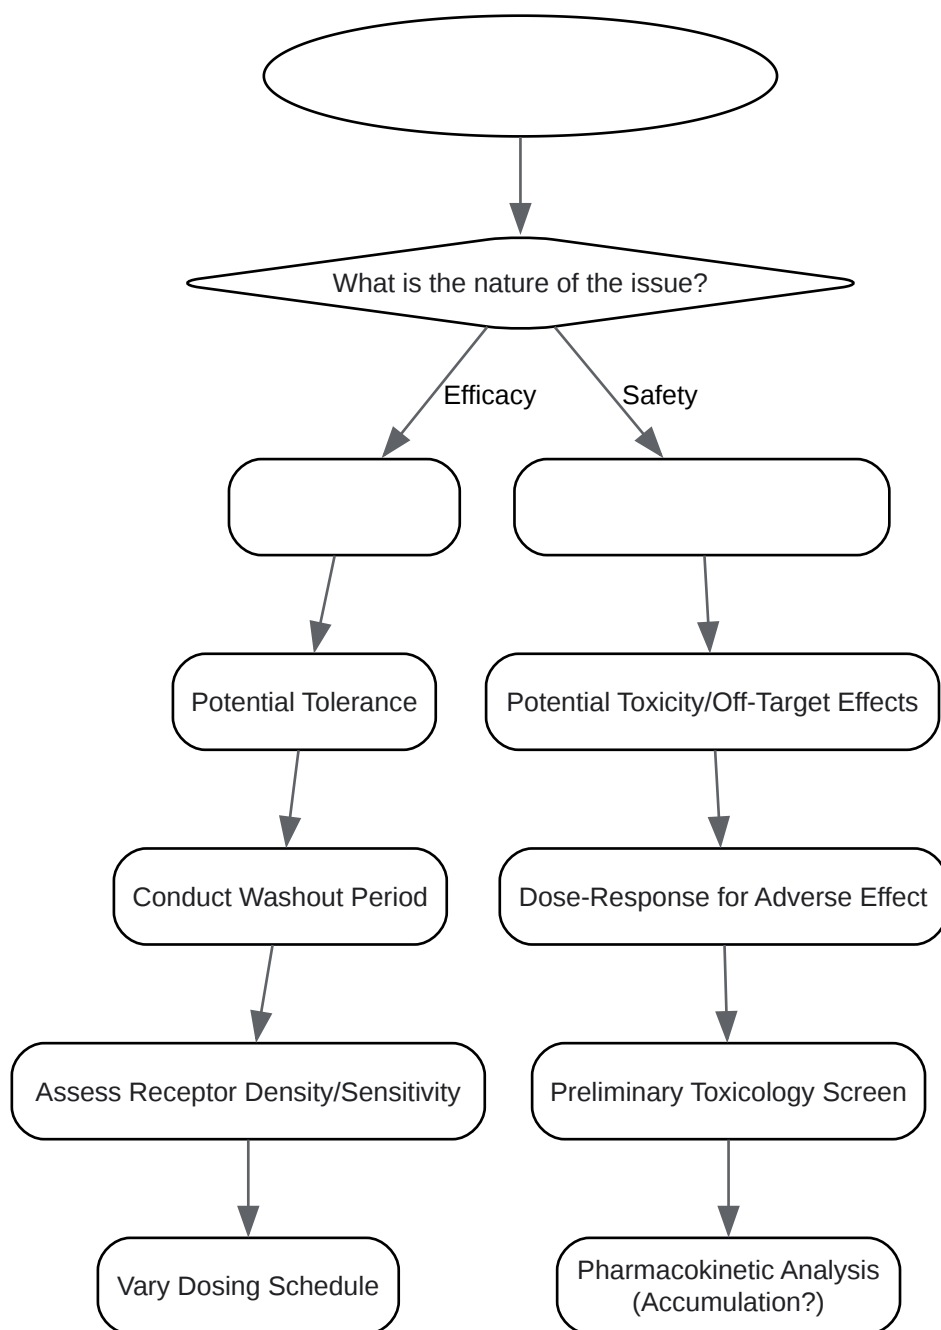 What is the nature of the issue?
Efficacy
Safety
Potential Tolerance
Potential Toxicity/Off-Target Effects
Conduct Washout Period
Dose-Response for Adverse Effect
Assess Receptor Density/Sensitivity
Preliminary Toxicology Screen
Vary Dosing Schedule
Pharmacokinetic Analysis
(Accumulation?)